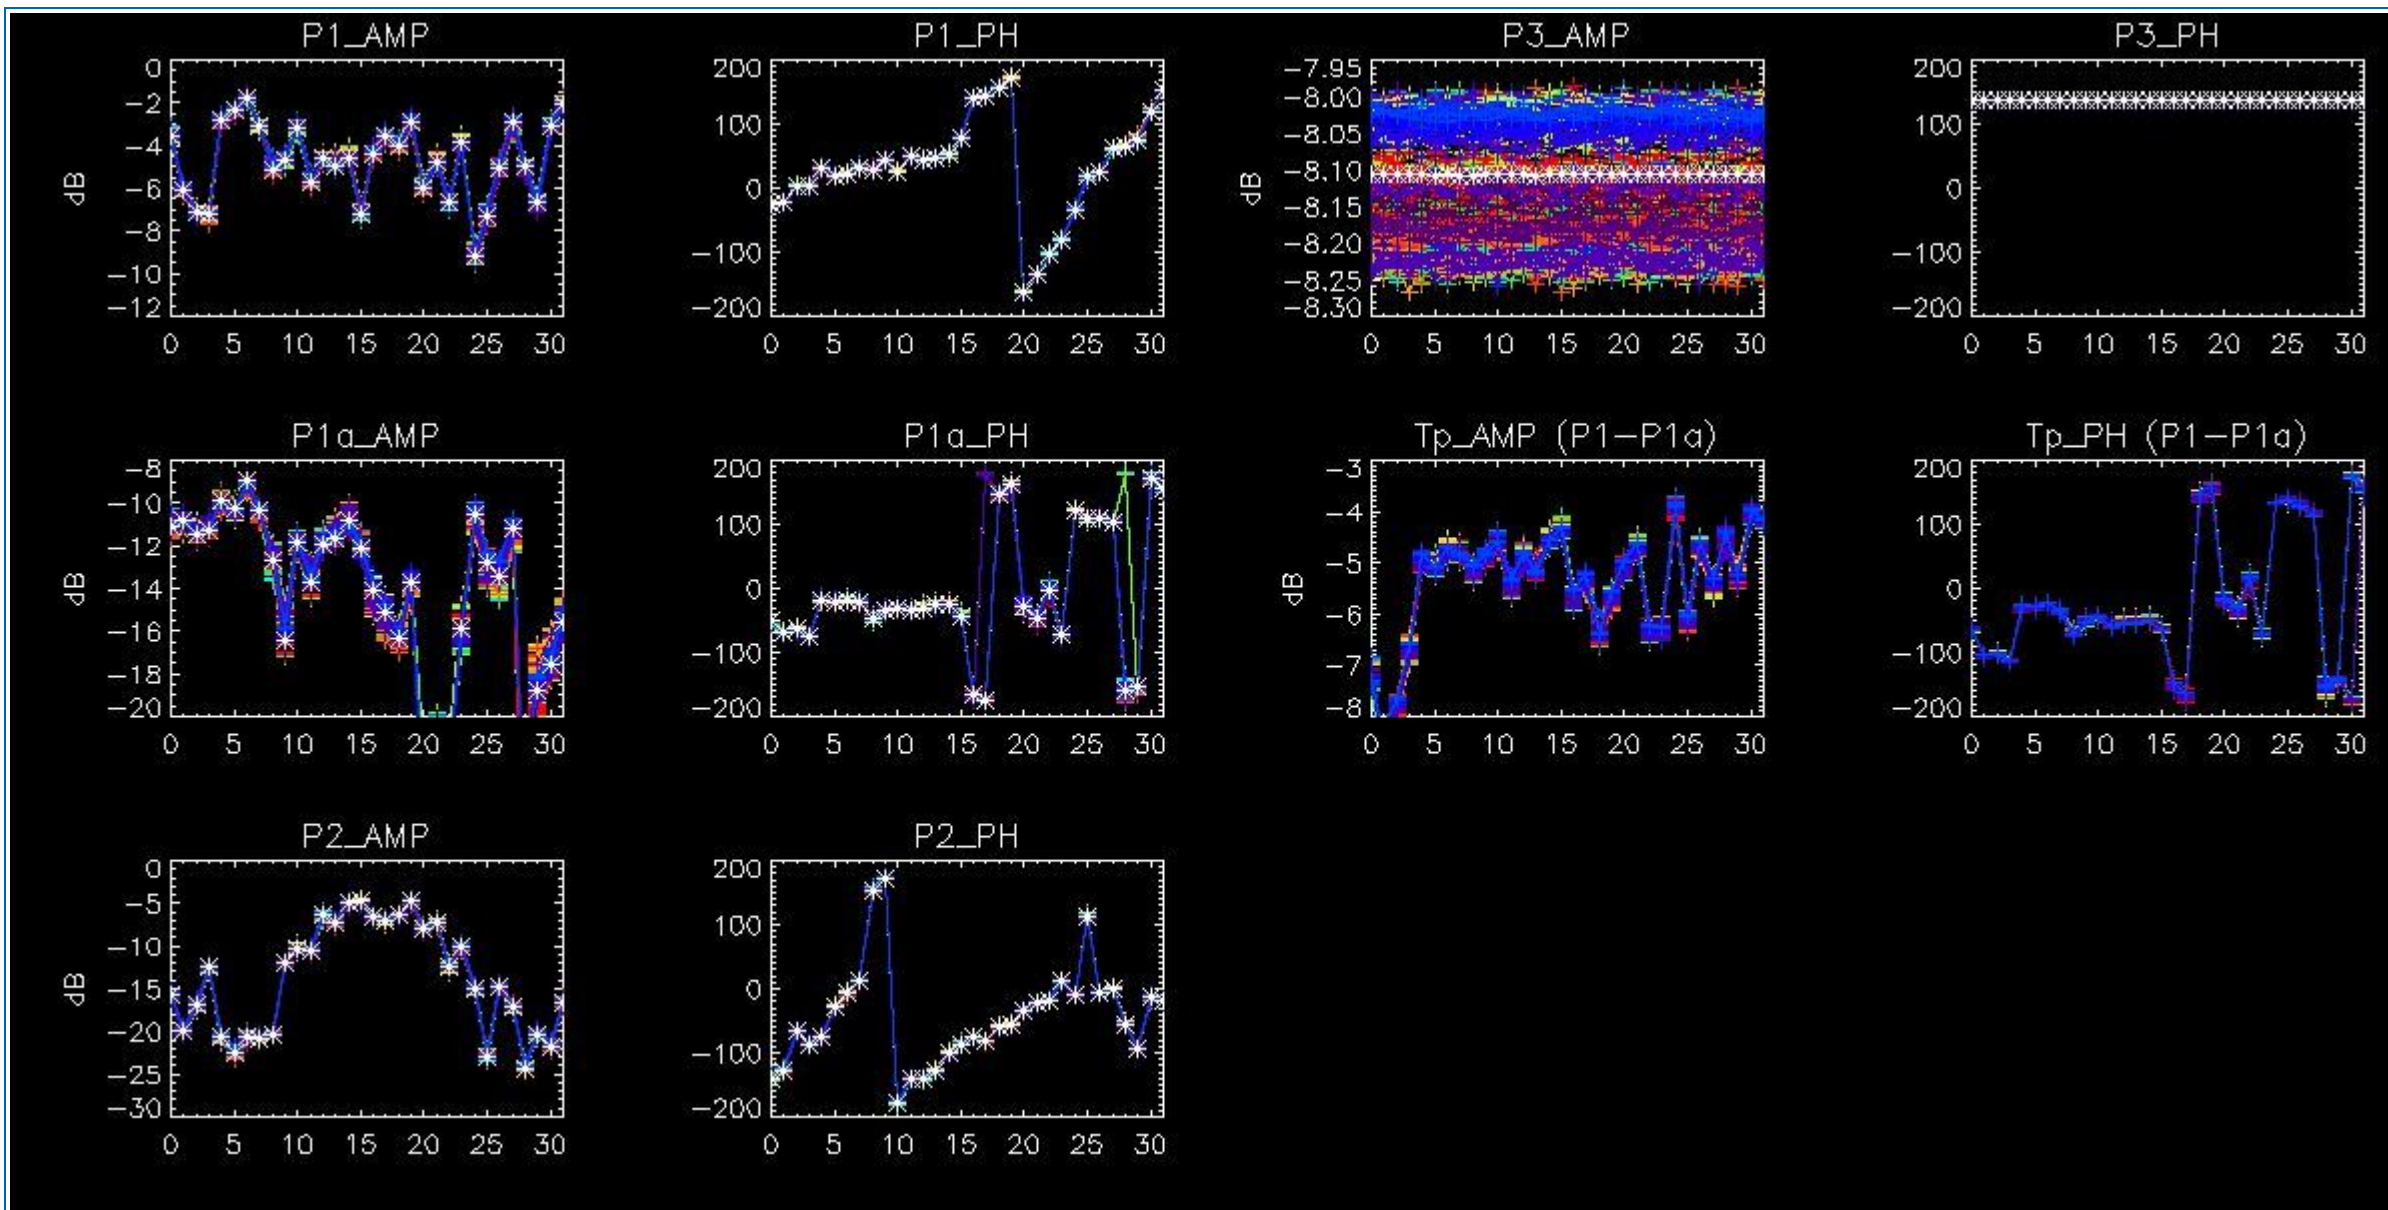 P1_AMP P1_PH P3_AMP P3_PH
0 200 −7.95 200
−2 100 −8.00 100
−4 0 −8.05 0
−6 −100 −8.10 −100
−8 −200 −8.15 −200
−10 −8.20
−12 −8.25
−8.30
dB dB
0 5 10 15 20 25 30 0 5 10 15 20 25 30 0 5 10 15 20 25 30 0 5 10 15 20 25 30
P1a_AMP P1a_PH Tp_AMP (P1−P1a) Tp_PH (P1−P1a)
−8 200 −3 200
−10 100 −4 100
−12 0 −5 0
−14 −100 −6 −100
−16 −200 −7 −200
−18 −8
−20
dB dB
0 5 10 15 20 25 30 0 5 10 15 20 25 30 0 5 10 15 20 25 30 0 5 10 15 20 25 30
P2_AMP P2_PH
0 200
−5 100
−10 0
−15 −100
−20 −200
−25
−30
dB
0 5 10 15 20 25 30 0 5 10 15 20 25 30